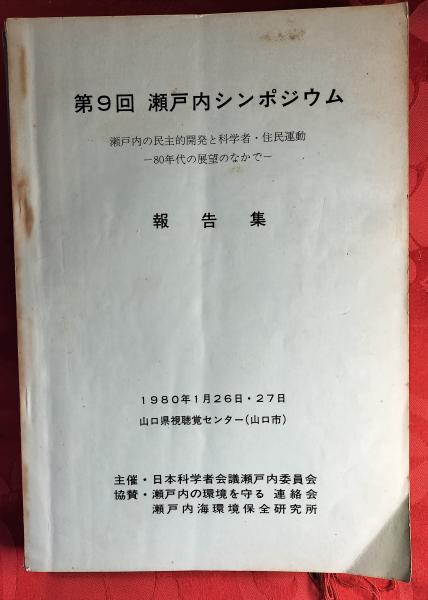 第9回 瀬戸内シンポジウム
瀬戸内の民主的開発と科学者・住民運動
―80年代の展望のなかで―
報告集
1980年1月26日・27日
山口県視聴覚センター(山口市)
主催・日本科学者会議瀬戸内委員会
協賛・瀬戸内の環境を守る 連絡会
瀬戸内海環境保全研究所